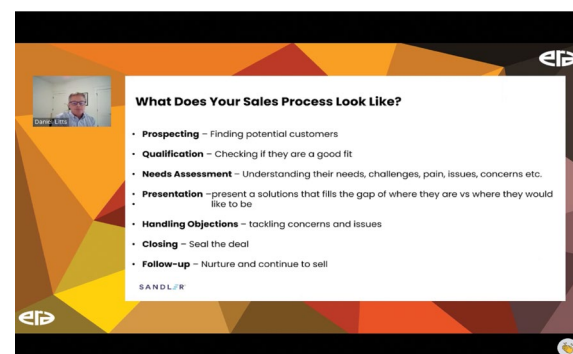 era
Daniel Litts
What Does Your Sales Process Look Like?
• Prospecting – Finding potential customers
• Qualification – Checking if they are a good fit
• Needs Assessment – Understanding their needs, challenges, pain, issues, concerns etc.
• Presentation –present a solutions that fills the gap of where they are vs where they would
• like to be
• Handling Objections – tackling concerns and issues
• Closing – Seal the deal
• Follow-up – Nurture and continue to sell
SANDLER
era